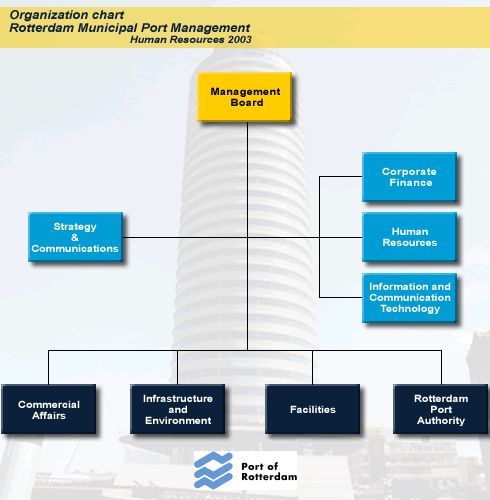 Organization chart
Rotterdam Municipal Port Management
Human Resources 2003
Management
Board
Corporate
Finance
Strategy
&
Communications
Human
Resources
Information and
Communication
Technology
Commercial
Affairs
Infrastructure
and
Environment
Facilities
Rotterdam
Port
Authority
Port of
Rotterdam